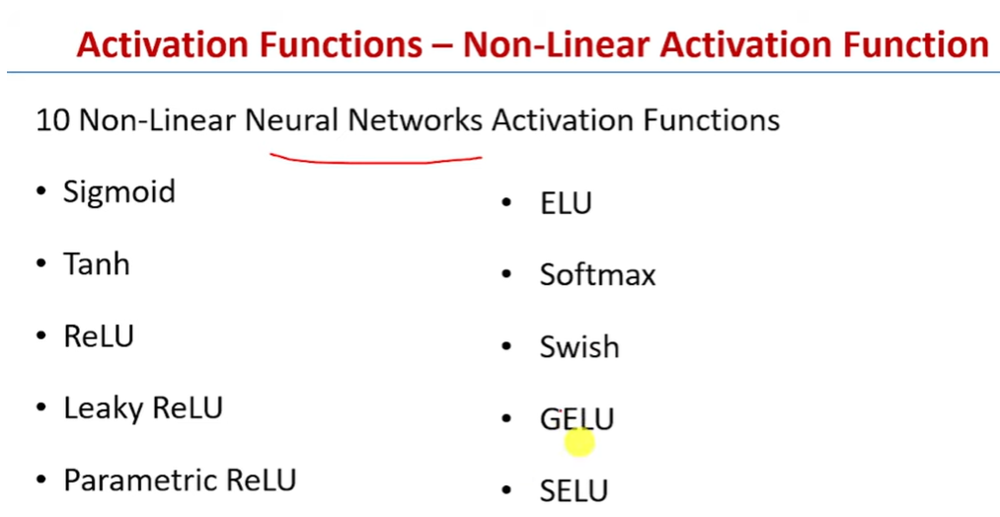 Activation Functions – Non-Linear Activation Function
10 Non-Linear Neural Networks Activation Functions
• Sigmoid
• Tanh
• ReLU
• Leaky ReLU
• Parametric ReLU
• ELU
• Softmax
• Swish
• GELU
• SELU